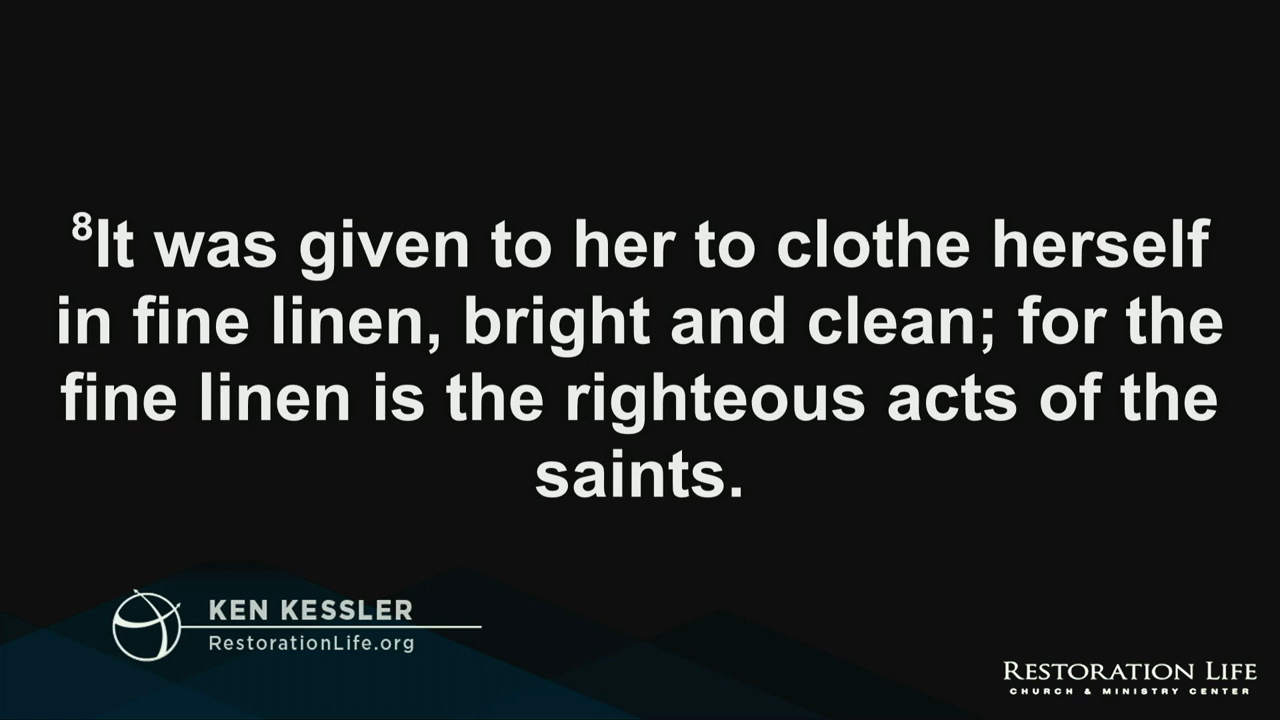 ⁸It was given to her to clothe herself
in fine linen, bright and clean; for the
fine linen is the righteous acts of the
saints.
KEN KESSLER
RestorationLife.org
RESTORATION LIFE
CHURCH & MINISTRY CENTER